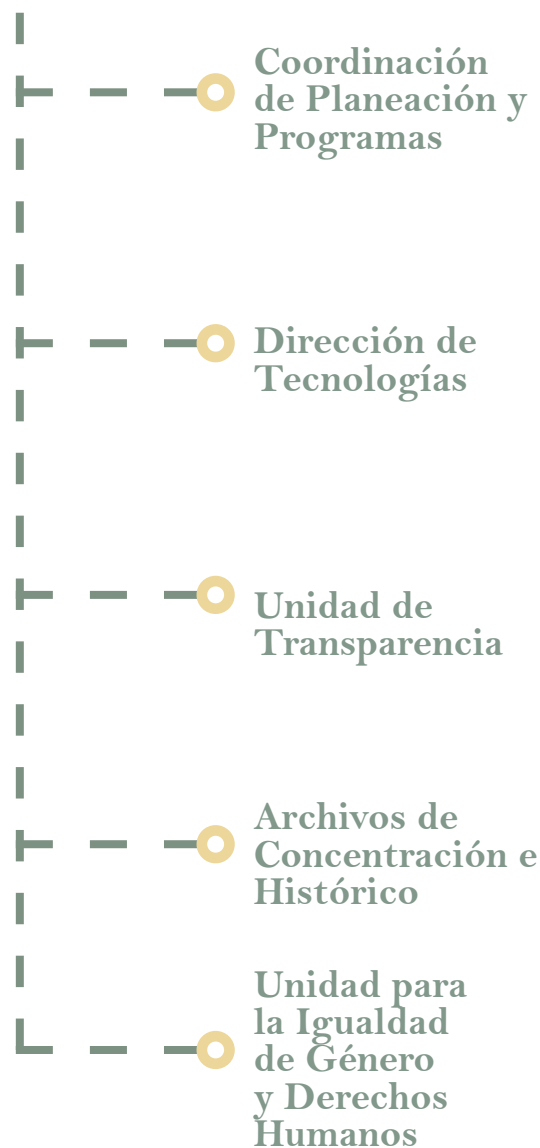 Coordinación
de Planeación y
Programas
Dirección de
Tecnologías
Unidad de
Transparencia
Archivos de
Concentración e
Histórico
Unidad para
la Igualdad
de Género
y Derechos
Humanos